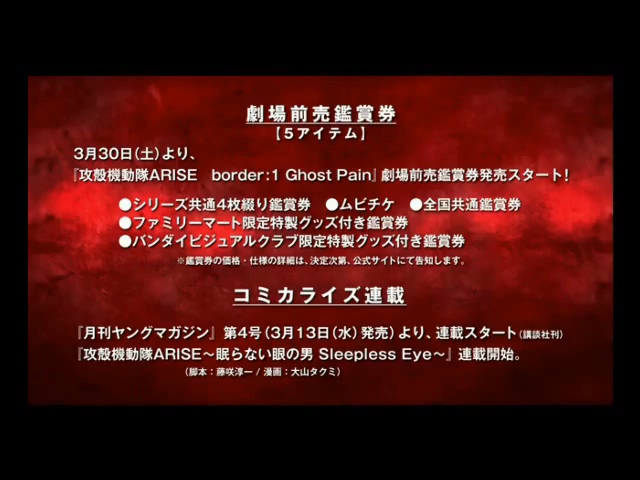 劇場前売鑑賞券
【5アイテム】
3月30日（土）より、
『攻殻機動隊ARISE　border:1 Ghost Pain』劇場前売鑑賞券発売スタート！
●シリーズ共通4枚綴り鑑賞券　●ムビチケ　●全国共通鑑賞券
●ファミリーマート限定特製グッズ付き鑑賞券
●バンダイビジュアルクラブ限定特製グッズ付き鑑賞券
※鑑賞券の価格・仕様の詳細は、決定次第、公式サイトにて告知します。
コミカライズ連載
『月刊ヤングマガジン』 第4号（3月13日（水）発売）より、連載スタート（講談社刊）
『攻殻機動隊ARISE～眠らない眼の男 Sleepless Eye～』連載開始。
（脚本：藤咲淳一 / 漫画：大山タクミ）